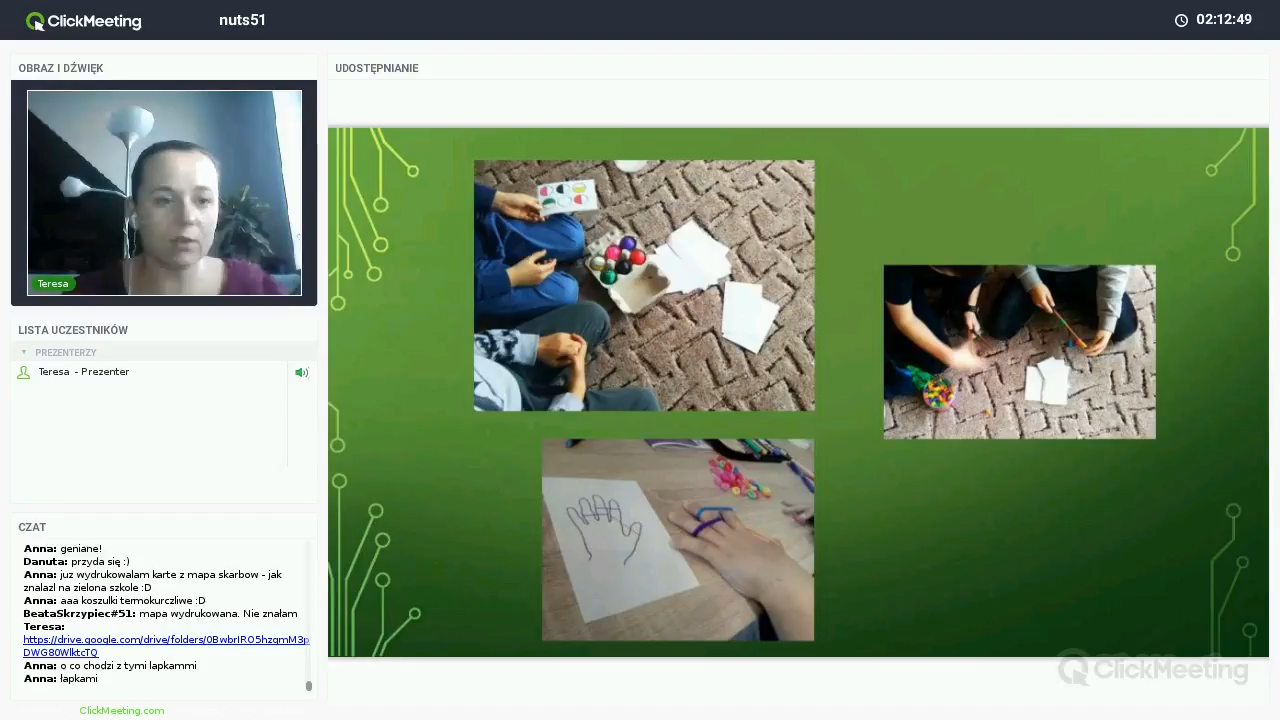 ClickMeeting
nuts51
02:12:49
OBRAZ I DŹWIĘK
Teresa
LISTA UCZESTNIKÓW
PREZENTERZY
Teresa - Prezenter
CZAT
Anna: geniane!
Danuta: przyda się :)
Anna: juz wydrukowalam karte z mapa skarbow - jak
znalazl na zielona szkole :D
Anna: aaa koszulki termokurczliwe :D
BeataSkrzypiec#51: mapa wydrukowana. Nie znałam
Teresa:
https://drive.google.com/drive/folders/0BwbrIRO5hzqmM3p
DWG80WlktcTQ
Anna: o co chodzi z tymi lapkammi
Anna: łapkami
ClickMeeting.com
UDOSTĘPNIANIE
ClickMeeting